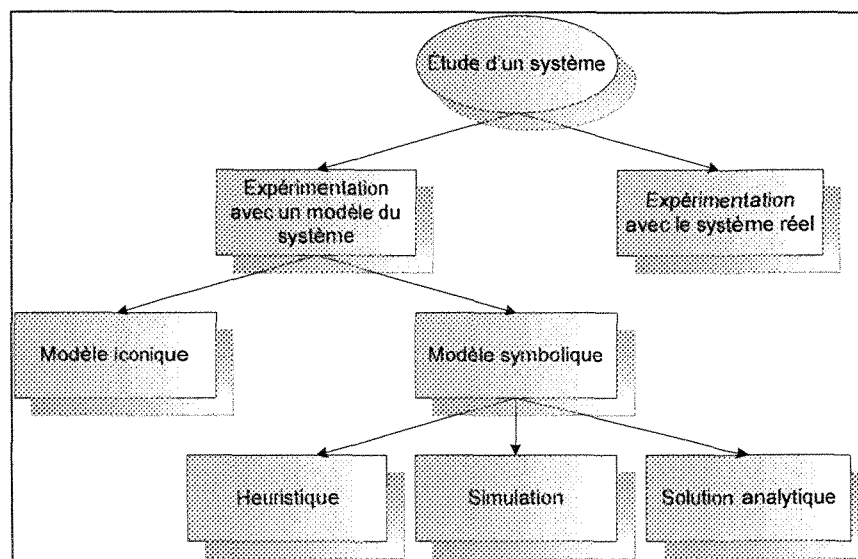 Étude d'un système
Expérimentation
avec un modèle du
système
Expérimentation
avec le système réel
Modèle iconique
Modèle symbolique
Heuristique
Simulation
Solution analytique